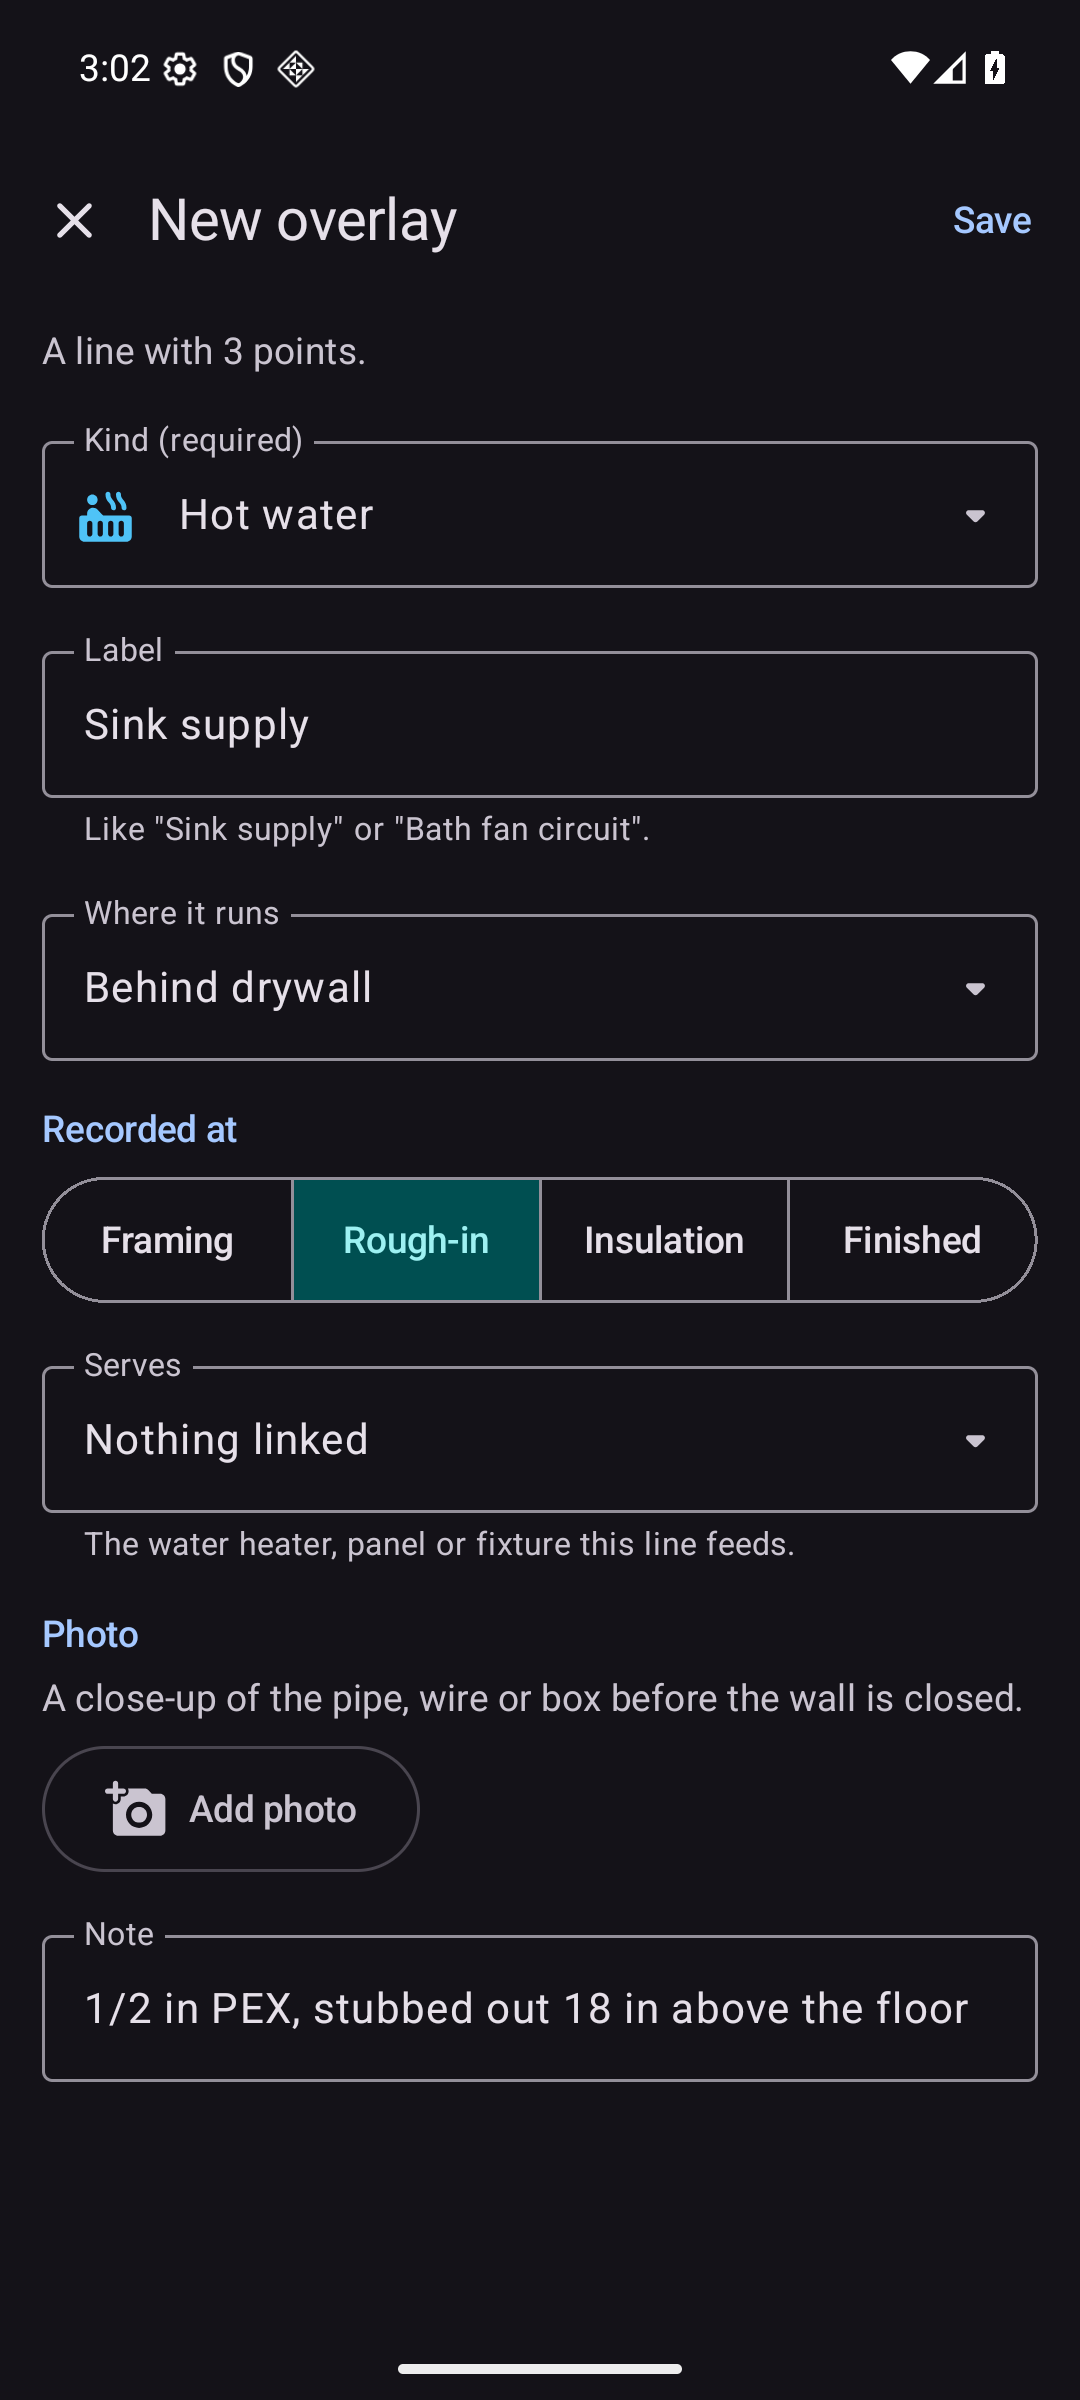 3:02
New overlay
Save
A line with 3 points.
Kind (required)
Hot water
Label
Sink supply
Like "Sink supply" or "Bath fan circuit".
Where it runs
Behind drywall
Recorded at
Framing
Rough-in
Insulation
Finished
Serves
Nothing linked
The water heater, panel or fixture this line feeds.
Photo
A close-up of the pipe, wire or box before the wall is closed.
Add photo
Note
1/2 in PEX, stubbed out 18 in above the floor